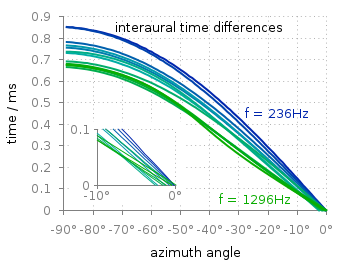 interaural time differences
0.9
0.8
0.7
0.6
0.5
0.4
0.3
0.2
0.1
0
time / ms
f = 236Hz
f = 1296Hz
0.1
0
-10° 0°
-90° -80° -70° -60° -50° -40° -30° -20° -10° 0°
azimuth angle